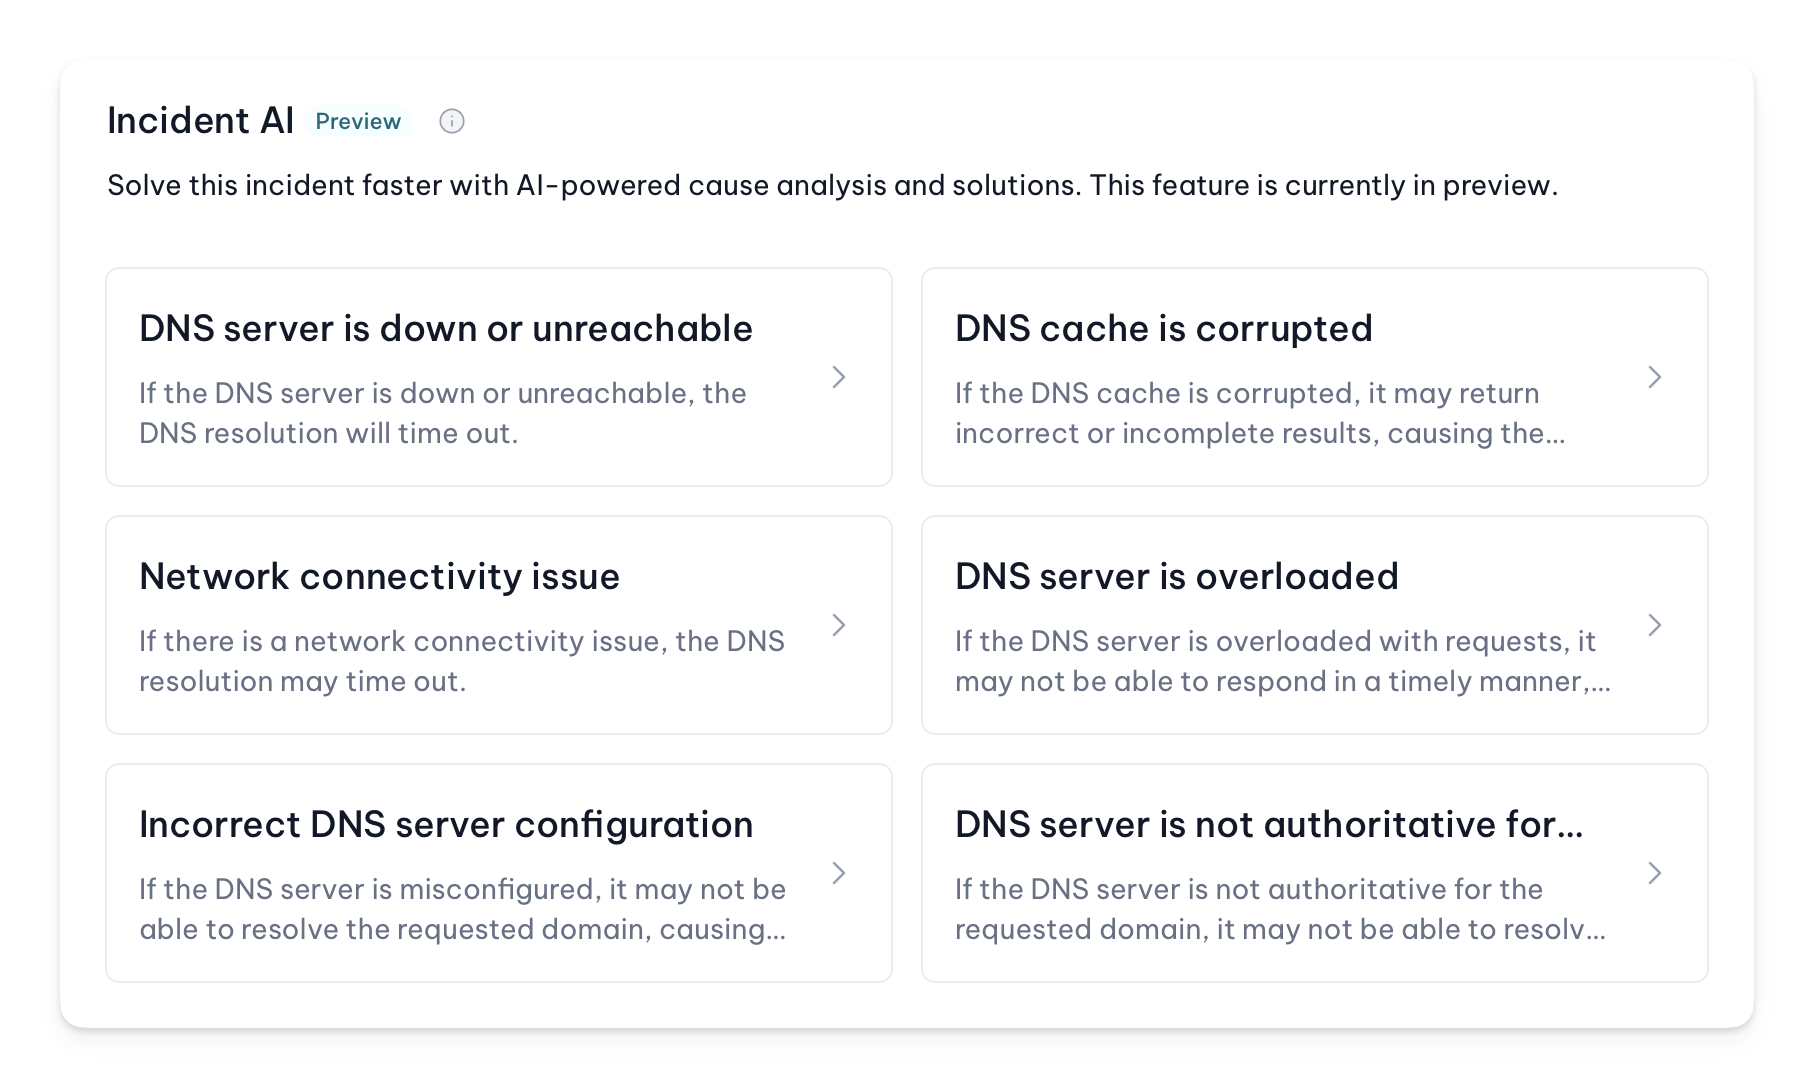 Incident AI Preview
Solve this incident faster with AI-powered cause analysis and solutions. This feature is currently in preview.
DNS server is down or unreachable
If the DNS server is down or unreachable, the
DNS resolution will time out.
DNS cache is corrupted
If the DNS cache is corrupted, it may return
incorrect or incomplete results, causing the...
Network connectivity issue
If there is a network connectivity issue, the DNS
resolution may time out.
DNS server is overloaded
If the DNS server is overloaded with requests, it
may not be able to respond in a timely manner,...
Incorrect DNS server configuration
If the DNS server is misconfigured, it may not be
able to resolve the requested domain, causing...
DNS server is not authoritative for...
If the DNS server is not authoritative for the
requested domain, it may not be able to resolv...